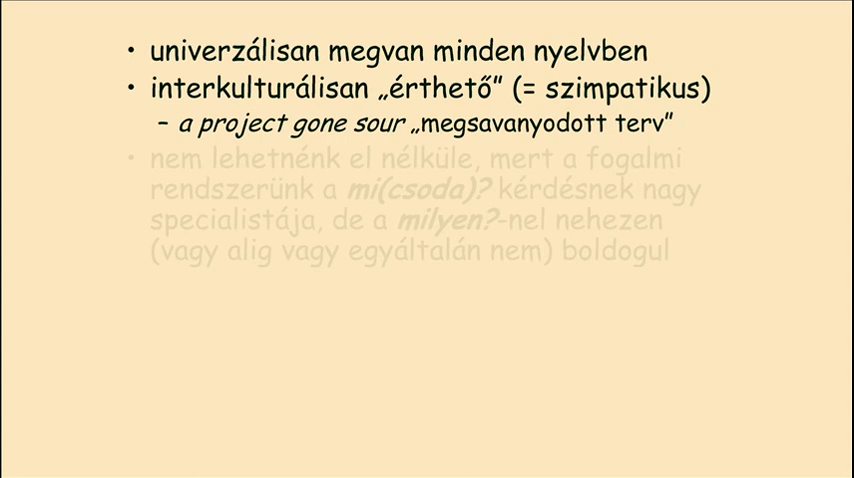 • univerzálisan megvan minden nyelvben
• interkulturálisan „érthető” (= szimpatikus)
– a project gone sour „megsavanyodott terv”
• nem lehetnénk el nélküle, mert a fogalmi
rendszerünk a mi(csoda)? kérdésnek nagy
specialistája, de a milyen?-nel nehezen
(vagy alig vagy egyáltalán nem) boldogul